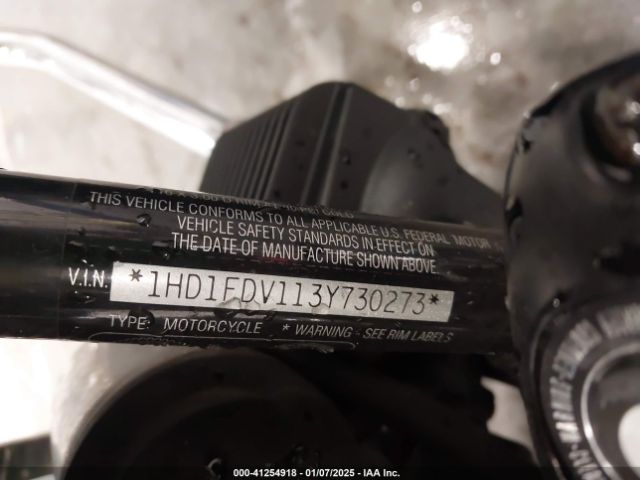 THIS VEHICLE CONFORMS TO ALL APPLICABLE U.S. FEDERAL MOTOR
VEHICLE SAFETY STANDARDS IN EFFECT ON
THE DATE OF MANUFACTURE SHOWN ABOVE.
V.I.N. *1HD1FDV113Y730273*
TYPE: MOTORCYCLE * WARNING - SEE RIM LABELS
000-41254918 - 01/07/2025 - IAA Inc.